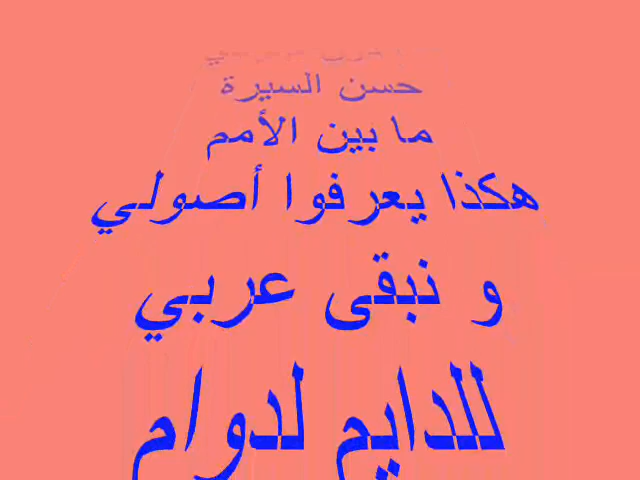 حسن السيرة
ما بين الأمم
هكذا يعرفوا أصولي
و نبقى عربي
للدايم لدوام